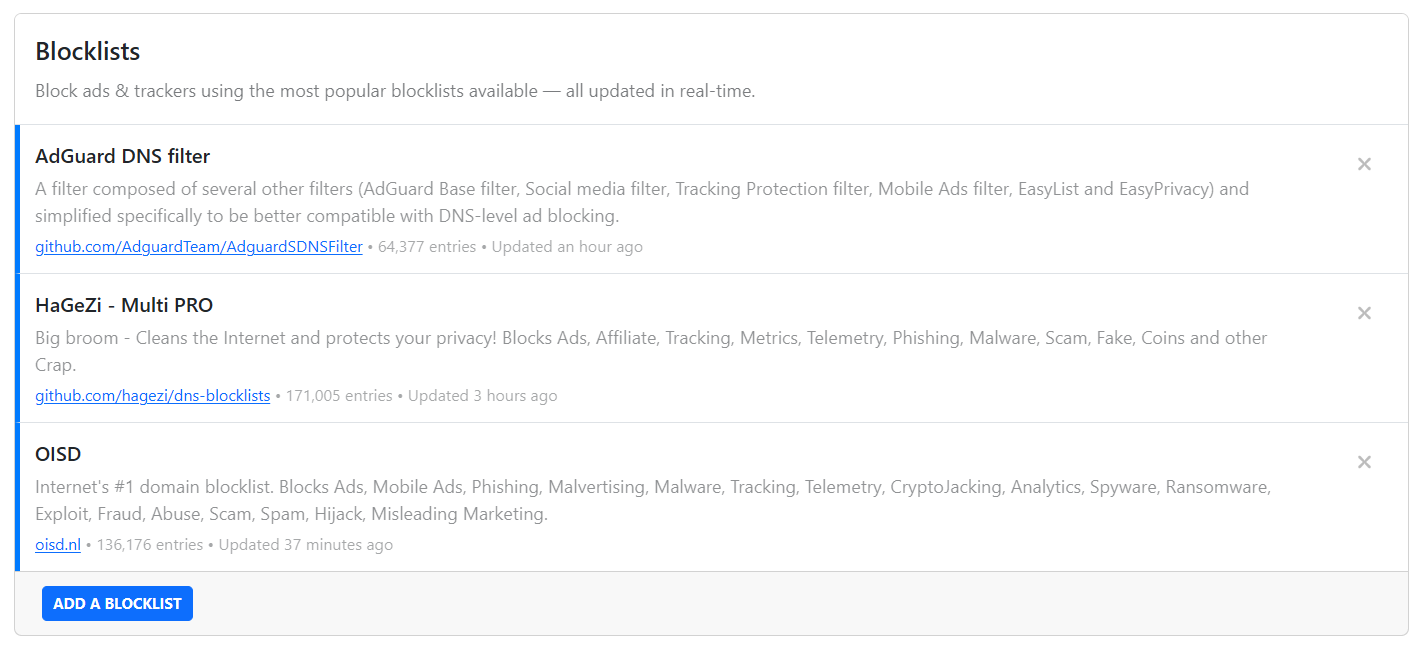 Blocklists
Block ads & trackers using the most popular blocklists available — all updated in real-time.
AdGuard DNS filter
A filter composed of several other filters (AdGuard Base filter, Social media filter, Tracking Protection filter, Mobile Ads filter, EasyList and EasyPrivacy) and
simplified specifically to be better compatible with DNS-level ad blocking.
github.com/AdguardTeam/AdguardSDNSFilter • 64,377 entries • Updated an hour ago
HaGeZi - Multi PRO
Big broom - Cleans the Internet and protects your privacy! Blocks Ads, Affiliate, Tracking, Metrics, Telemetry, Phishing, Malware, Scam, Fake, Coins and other
Crap.
github.com/hagezi/dns-blocklists • 171,005 entries • Updated 3 hours ago
OISD
Internet's #1 domain blocklist. Blocks Ads, Mobile Ads, Phishing, Malvertising, Malware, Tracking, Telemetry, CryptoJacking, Analytics, Spyware, Ransomware,
Exploit, Fraud, Abuse, Scam, Spam, Hijack, Misleading Marketing.
oisd.nl • 136,176 entries • Updated 37 minutes ago
ADD A BLOCKLIST